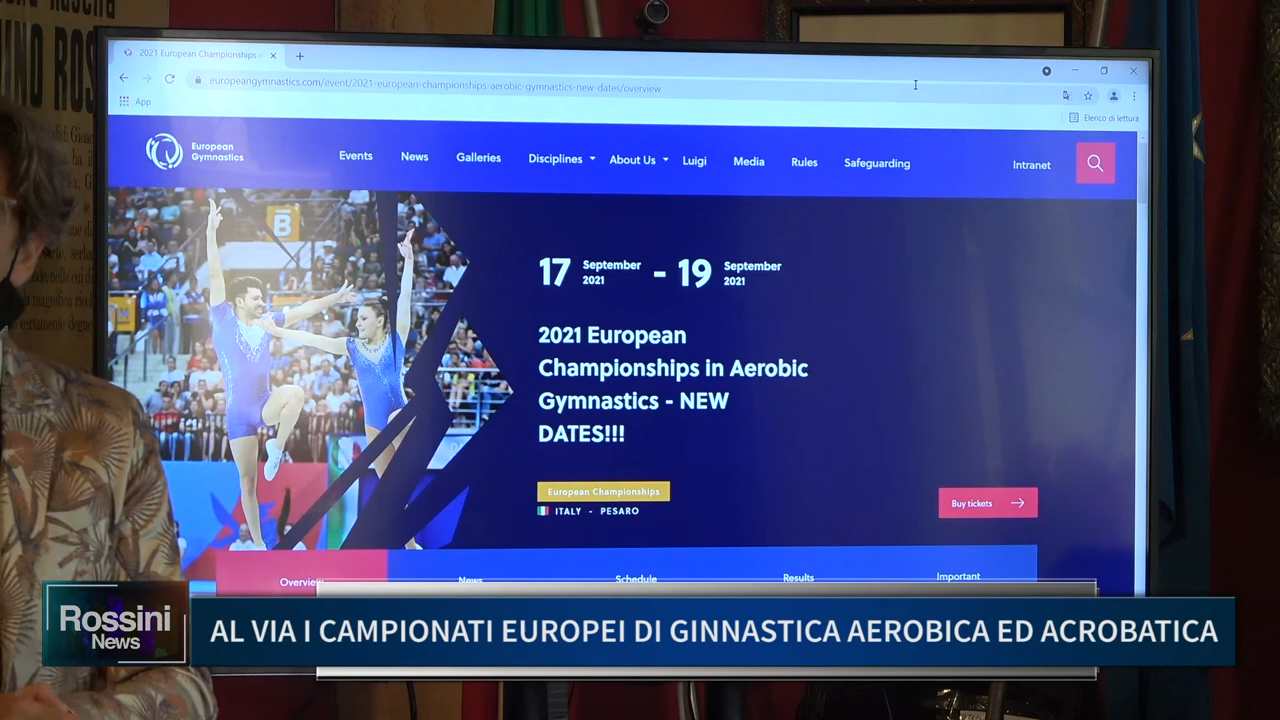 2021 European Championships
europeangymnastics.com/event/2021-european-championships-aerobic-gymnastics-new-dates/overview
App
Elenco di lettura
European
Gymnastics
Events
News
Galleries
Disciplines
About Us
Luigi
Media
Rules
Safeguarding
Intranet
B
17 September 2021 - 19 September 2021
2021 European
Championships in Aerobic
Gymnastics - NEW
DATES!!!
European Championships
ITALY - PESARO
Buy tickets
Overview
News
Schedule
Results
Important
Rossini
News
AL VIA I CAMPIONATI EUROPEI DI GINNASTICA AEROBICA ED ACROBATICA